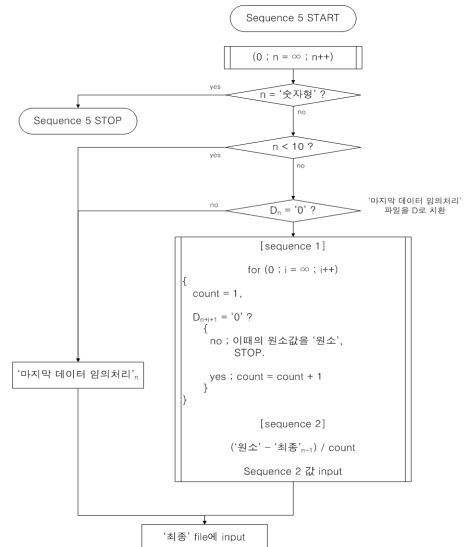 Sequence 5 START
(0 ; n = ∞ ; n++)
yes
n = ‘숫자형’ ?
no
Sequence 5 STOP
n < 10 ?
yes
no
no
Dn = ‘0’ ?
‘마지막 데이터 임의처리’
파일을 D로 치환
[sequence 1]
for (0 ; i = ∞ ; i++)
{
count = 1,
Dn+i+1 = ‘0’ ?
{
no ; 이때의 원소값을 ‘원소’,
STOP.
yes ; count = count + 1
}
}
‘마지막 데이터 임의처리’n
[sequence 2]
(‘원소’ – ‘최종’n−1) / count
Sequence 2 값 input
‘최종’ file에 input